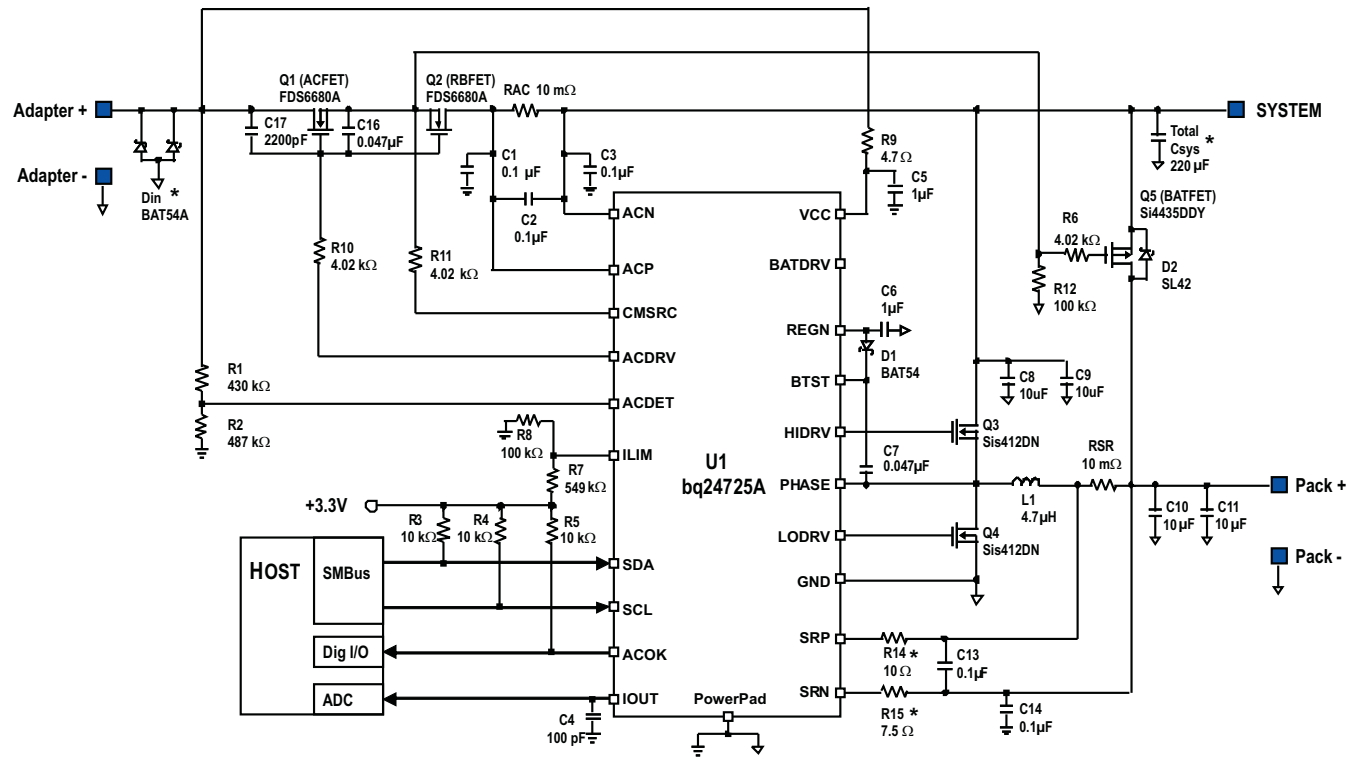 Q1 (ACFET)
FDS6680A
Q2 (RBFET)
FDS6680A
RAC 10 mΩ
Adapter +
SYSTEM
C17
2200pF
C16
0.047µF
R9
4.7 Ω
Total
Csys *
220 µF
C1
0.1 µF
C3
0.1µF
Adapter -
Din *
BAT54A
C5
1µF
Q5 (BATFET)
Si4435DDY
C2
0.1µF
ACN
VCC
R10
4.02 kΩ
R11
4.02 kΩ
R6
4.02 kΩ
ACP
BATDRV
D2
SL42
R12
100 kΩ
C6
1µF
CMSRC
REGN
D1
BAT54
ACDRV
R1
430 kΩ
BTST
C8
10uF
C9
10uF
ACDET
R2
487 kΩ
R8
100 kΩ
HIDRV
Q3
Sis412DN
ILIM
U1
bq24725A
C7
0.047µF
RSR
10 mΩ
R7
549 kΩ
PHASE
Pack +
L1
4.7µH
C10
10 µF
C11
10 µF
+3.3V
R3
10 kΩ
R4
10 kΩ
R5
10 kΩ
LODRV
Q4
Sis412DN
HOST
SMBus
SDA
GND
Pack -
SCL
SRP
R14 *
10 Ω
C13
0.1µF
Dig I/O
ACOK
ADC
IOUT
PowerPad
SRN
R15 *
7.5 Ω
C14
0.1µF
C4
100 pF